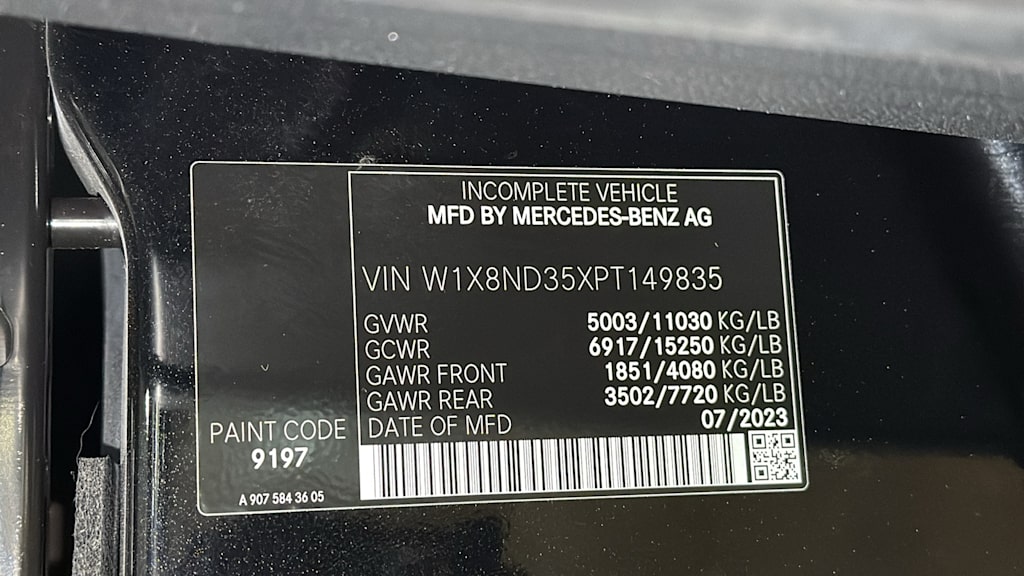 INCOMPLETE VEHICLE
MFD BY MERCEDES-BENZ AG
VIN W1X8ND35XPT149835
GVWR 5003/11030 KG/LB
GCWR 6917/15250 KG/LB
GAWR FRONT 1851/4080 KG/LB
GAWR REAR 3502/7720 KG/LB
DATE OF MFD 07/2023
PAINT CODE
9197
A 907 584 36 05